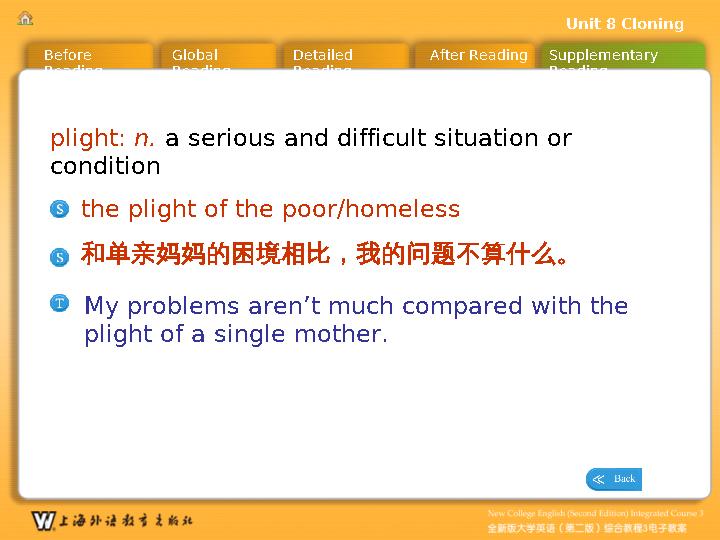 Unit 8 Cloning
Before Reading
Global Reading
Detailed Reading
After Reading
Supplementary Reading
plight: n. a serious and difficult situation or
condition
S the plight of the poor/homeless
S 和单亲妈妈的困境相比，我的问题不算什么。
T My problems aren’t much compared with the
plight of a single mother.
≪ Back
W 上海外语教育出版社
New College English (Second Edition) Integrated Course 3
全新版大学英语（第二版）综合教程3电子教案